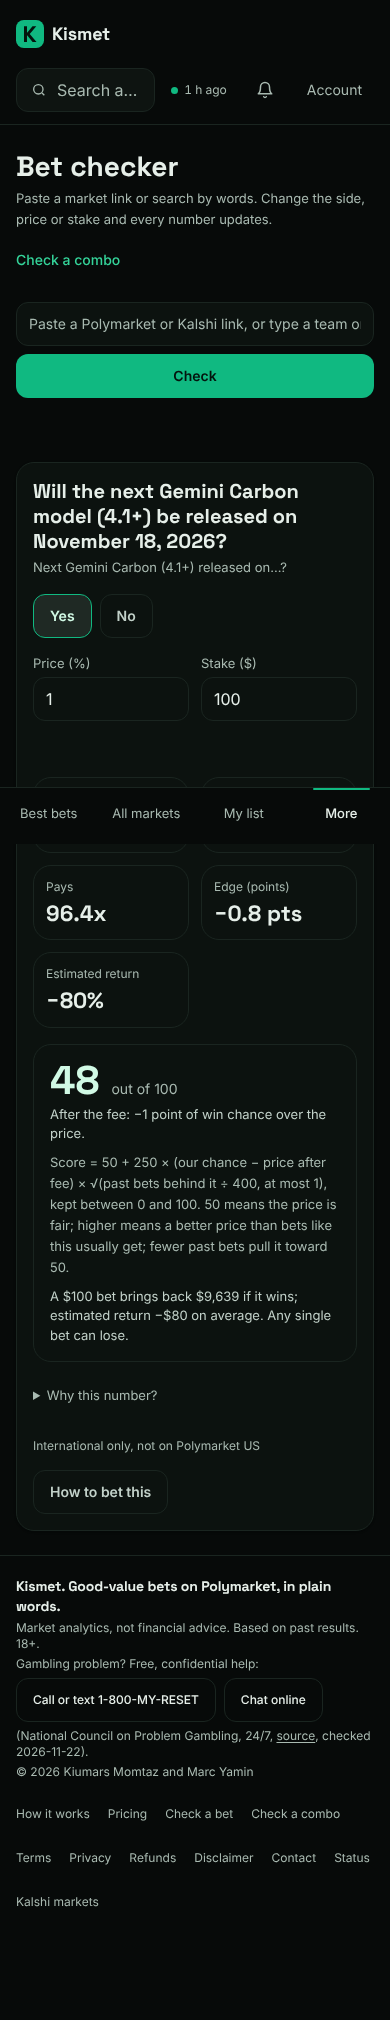 Kismet
Search a...
1 h ago
Account
Bet checker
Paste a market link or search by words. Change the side,
price or stake and every number updates.
Check a combo
Paste a Polymarket or Kalshi link, or type a team o
Check
Will the next Gemini Carbon
model (4.1+) be released on
November 18, 2026?
Next Gemini Carbon (4.1+) released on...?
Yes
No
Price (%)
Stake ($)
1
100
Best bets
All markets
My list
More
Pays
Edge (points)
96.4x
−0.8 pts
Estimated return
−80%
48 out of 100
After the fee: −1 point of win chance over the
price.
Score = 50 + 250 × (our chance − price after
fee) × √(past bets behind it ÷ 400, at most 1),
kept between 0 and 100. 50 means the price is
fair; higher means a better price than bets like
this usually get; fewer past bets pull it toward
50.
A $100 bet brings back $9,639 if it wins;
estimated return −$80 on average. Any single
bet can lose.
Why this number?
International only, not on Polymarket US
How to bet this
Kismet. Good-value bets on Polymarket, in plain
words.
Market analytics, not financial advice. Based on past results.
18+.
Gambling problem? Free, confidential help:
Call or text 1-800-MY-RESET
Chat online
(National Council on Problem Gambling, 24/7, source, checked
2026-11-22).
© 2026 Kiumars Momtaz and Marc Yamin
How it works
Pricing
Check a bet
Check a combo
Terms
Privacy
Refunds
Disclaimer
Contact
Status
Kalshi markets